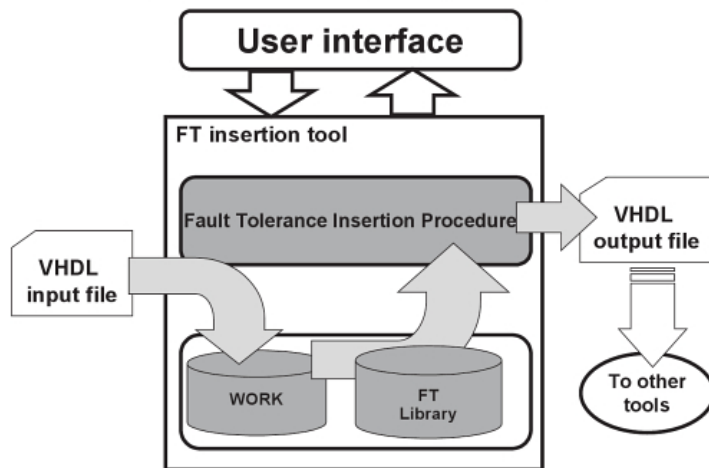 User interface
FT insertion tool
Fault Tolerance Insertion Procedure
VHDL
input file
VHDL
output file
WORK
FT
Library
To other
tools